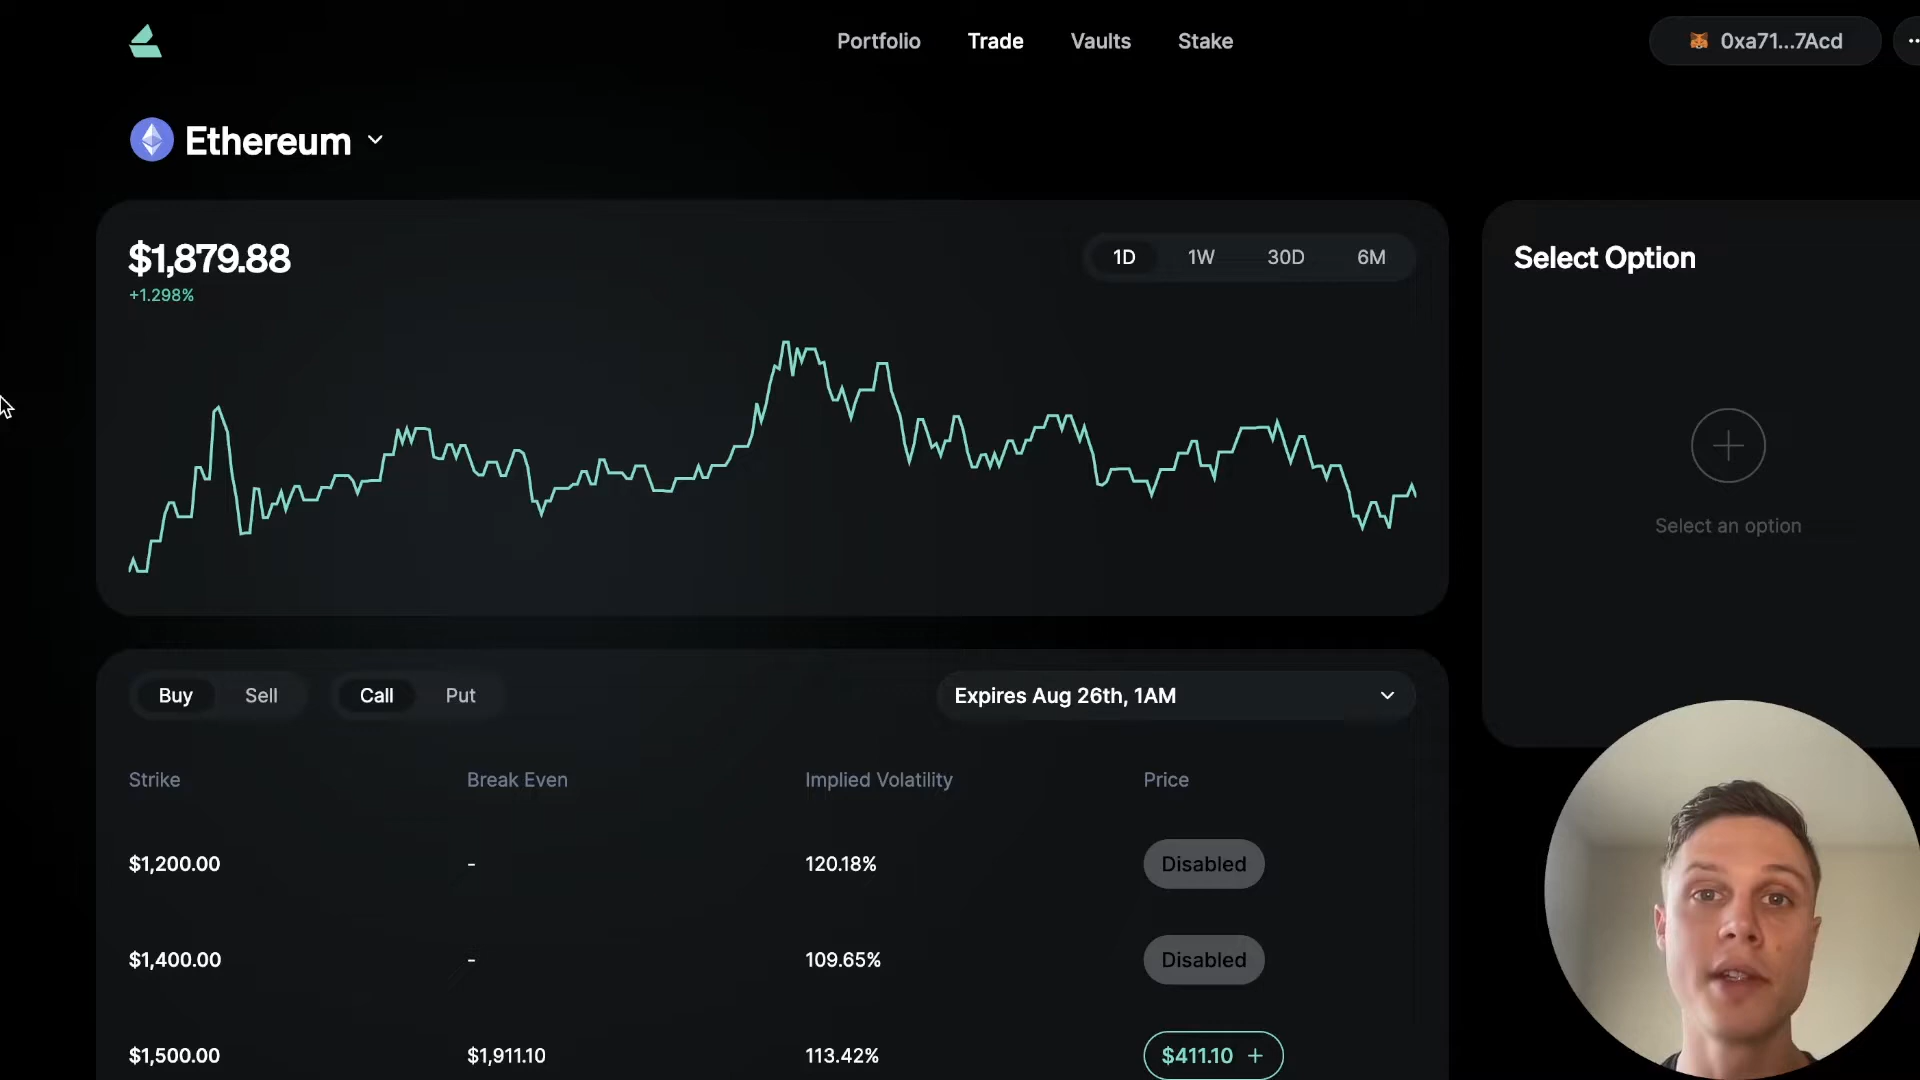 Portfolio Trade Vaults Stake 0xa71...7Acd
Ethereum
$1,879.88
+1.298%
1D 1W 30D 6M
Select Option
Select an option
Buy Sell Call Put Expires Aug 26th, 1AM
Strike Break Even Implied Volatility Price
$1,200.00 - 120.18% Disabled
$1,400.00 - 109.65% Disabled
$1,500.00 $1,911.10 113.42% $411.10 +